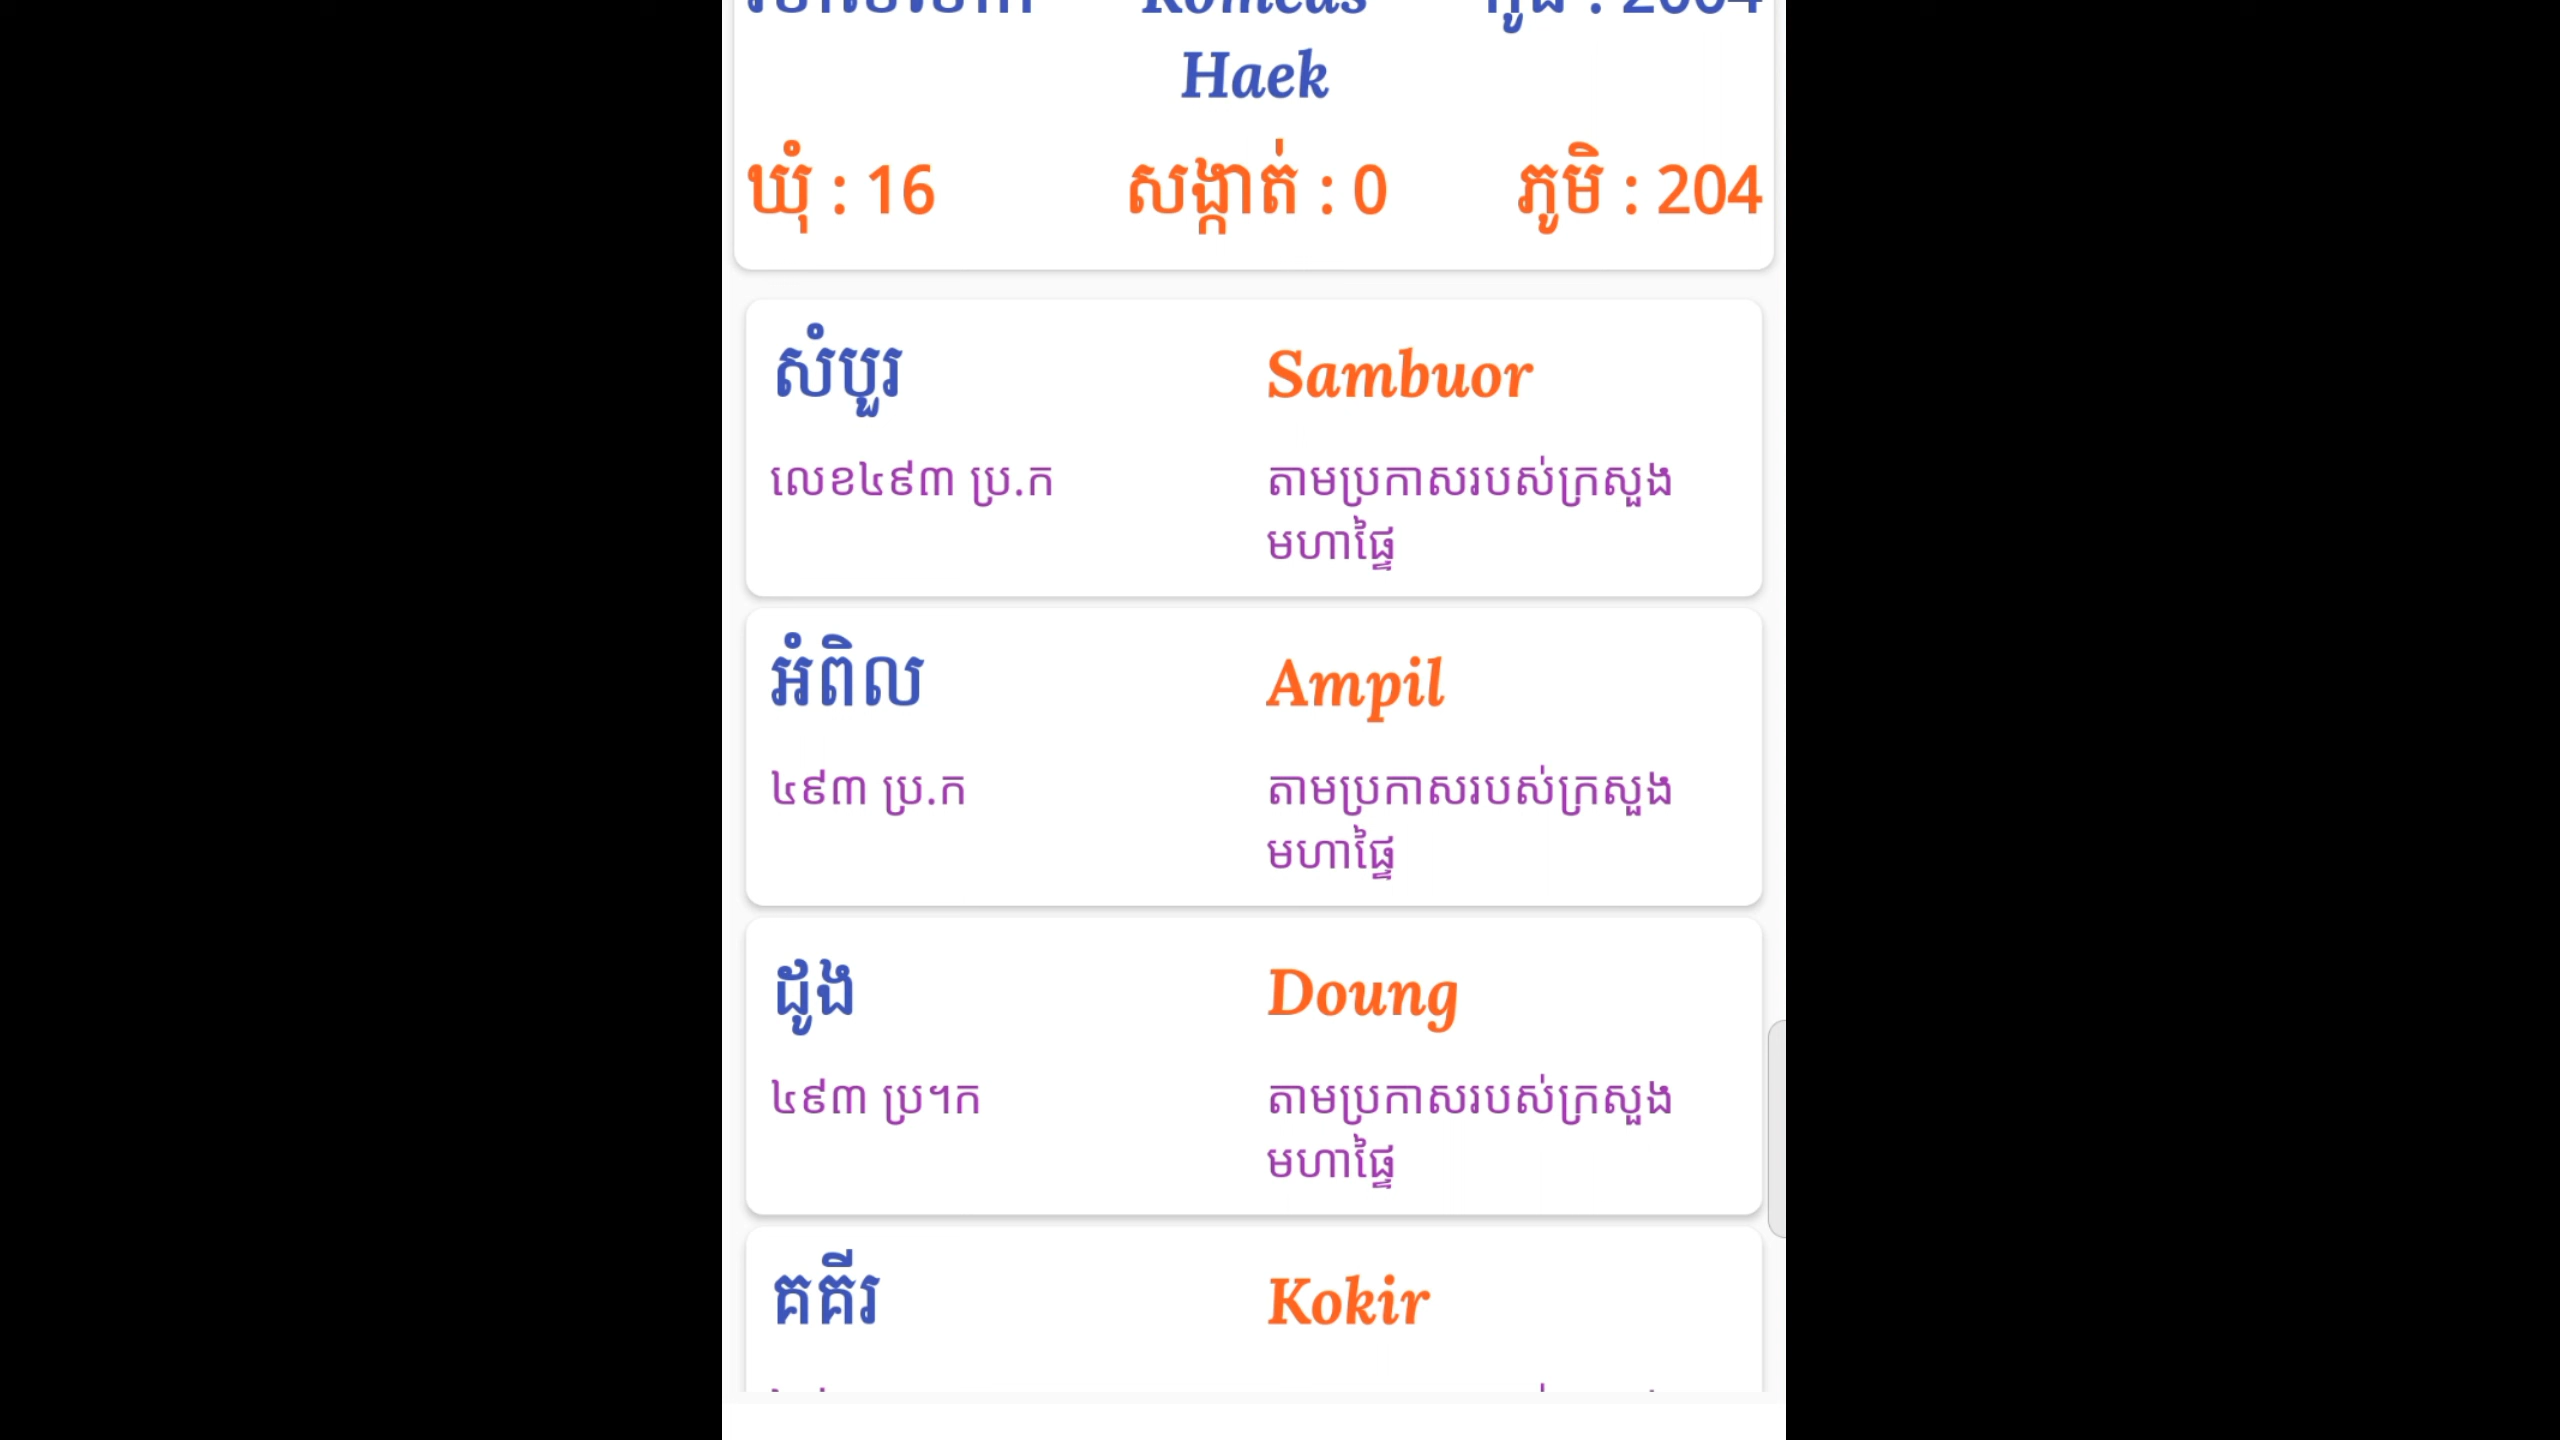 Haek
ឃុំ : 16 សង្កាត់ : 0 ភូមិ : 204
សំបួរ Sambuor
លេខ៤៩៣ ប្រ.ក តាមប្រកាសរបស់ក្រសួង
មហាផ្ទៃ
អំពិល Ampil
៤៩៣ ប្រ.ក តាមប្រកាសរបស់ក្រសួង
មហាផ្ទៃ
ដូង Doung
៤៩៣ ប្រ។ក តាមប្រកាសរបស់ក្រសួង
មហាផ្ទៃ
គគីរ Kokir